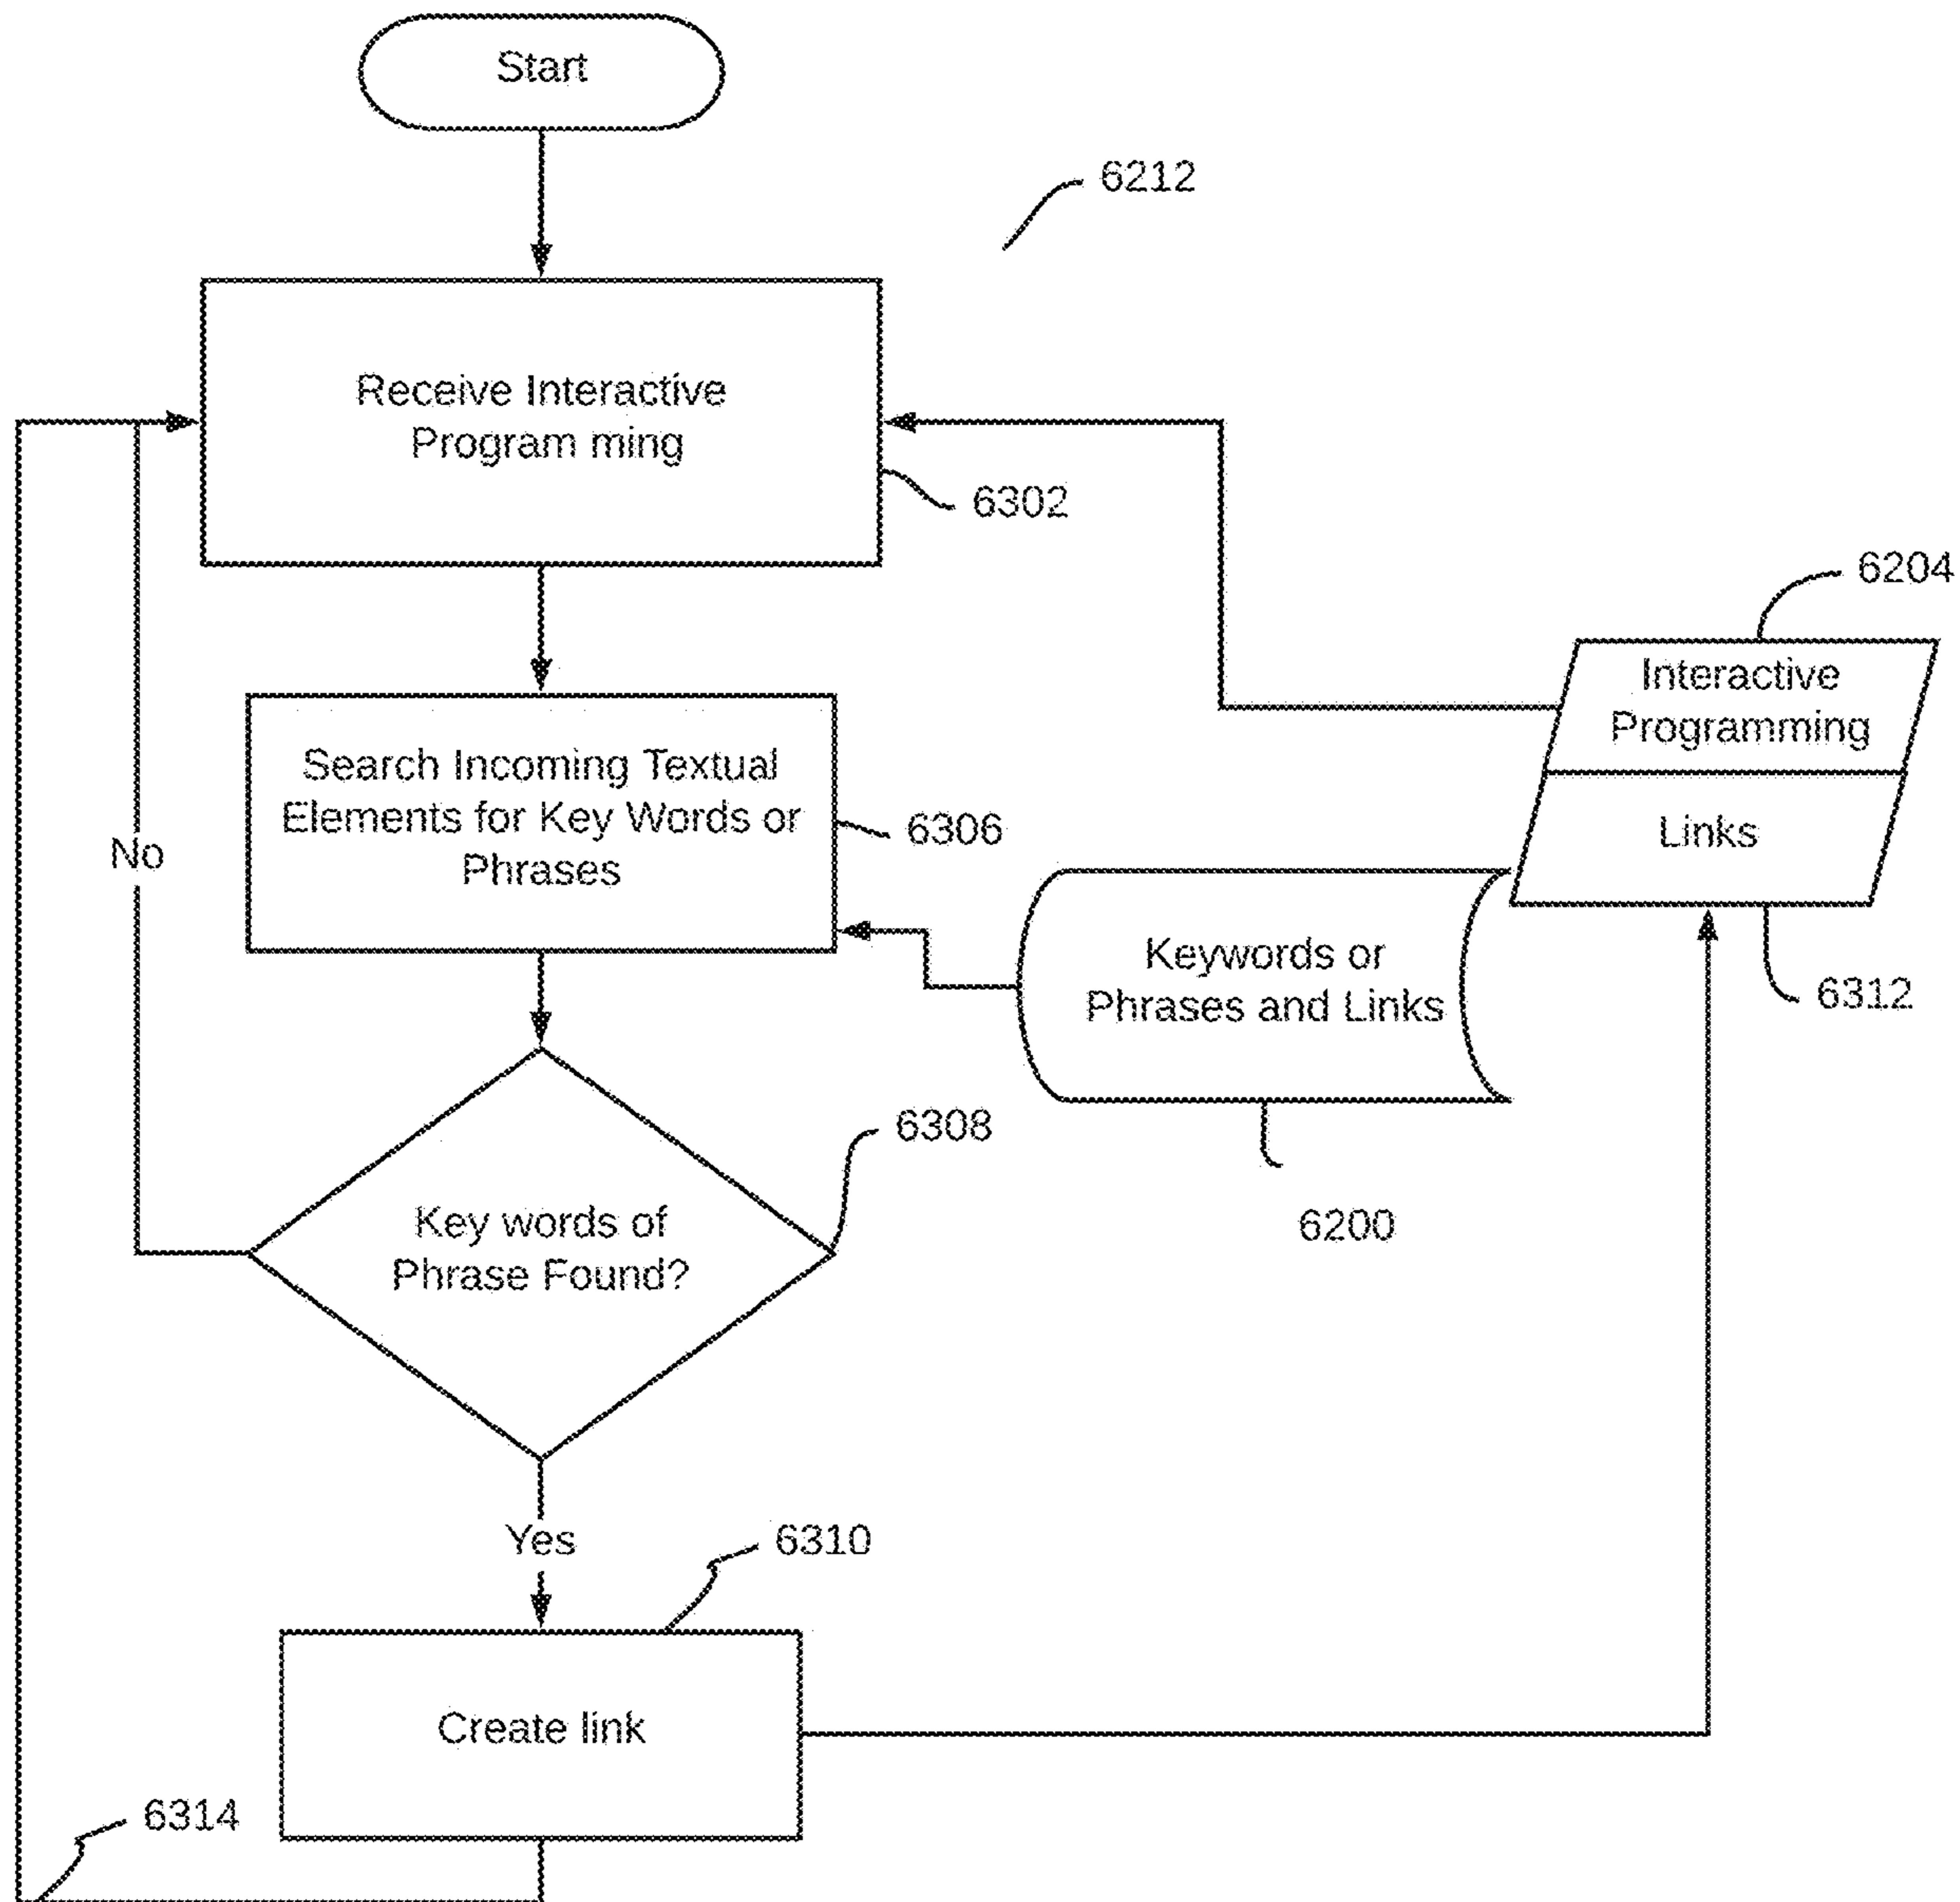 Start
6212
Receive Interactive
Program ming
6302
6204
Interactive
Programming
Links
6312
Search Incoming Textual
Elements for Key Words or
Phrases
6306
No
Keywords or
Phrases and Links
6200
6308
Key words of
Phrase Found?
Yes
6310
Create link
6314